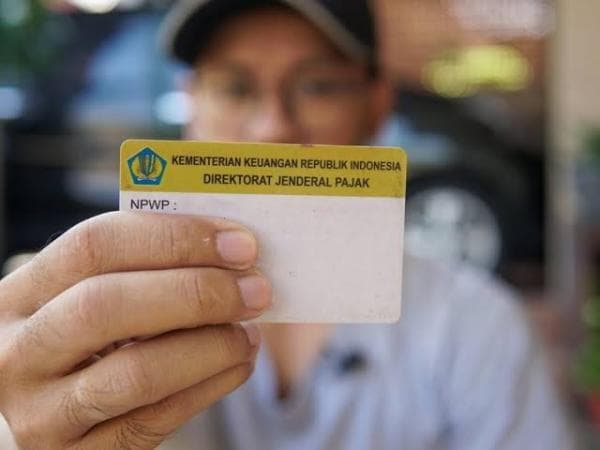 KEMENTERIAN KEUANGAN REPUBLIK INDONESIA
DIREKTORAT JENDERAL PAJAK
NPWP :